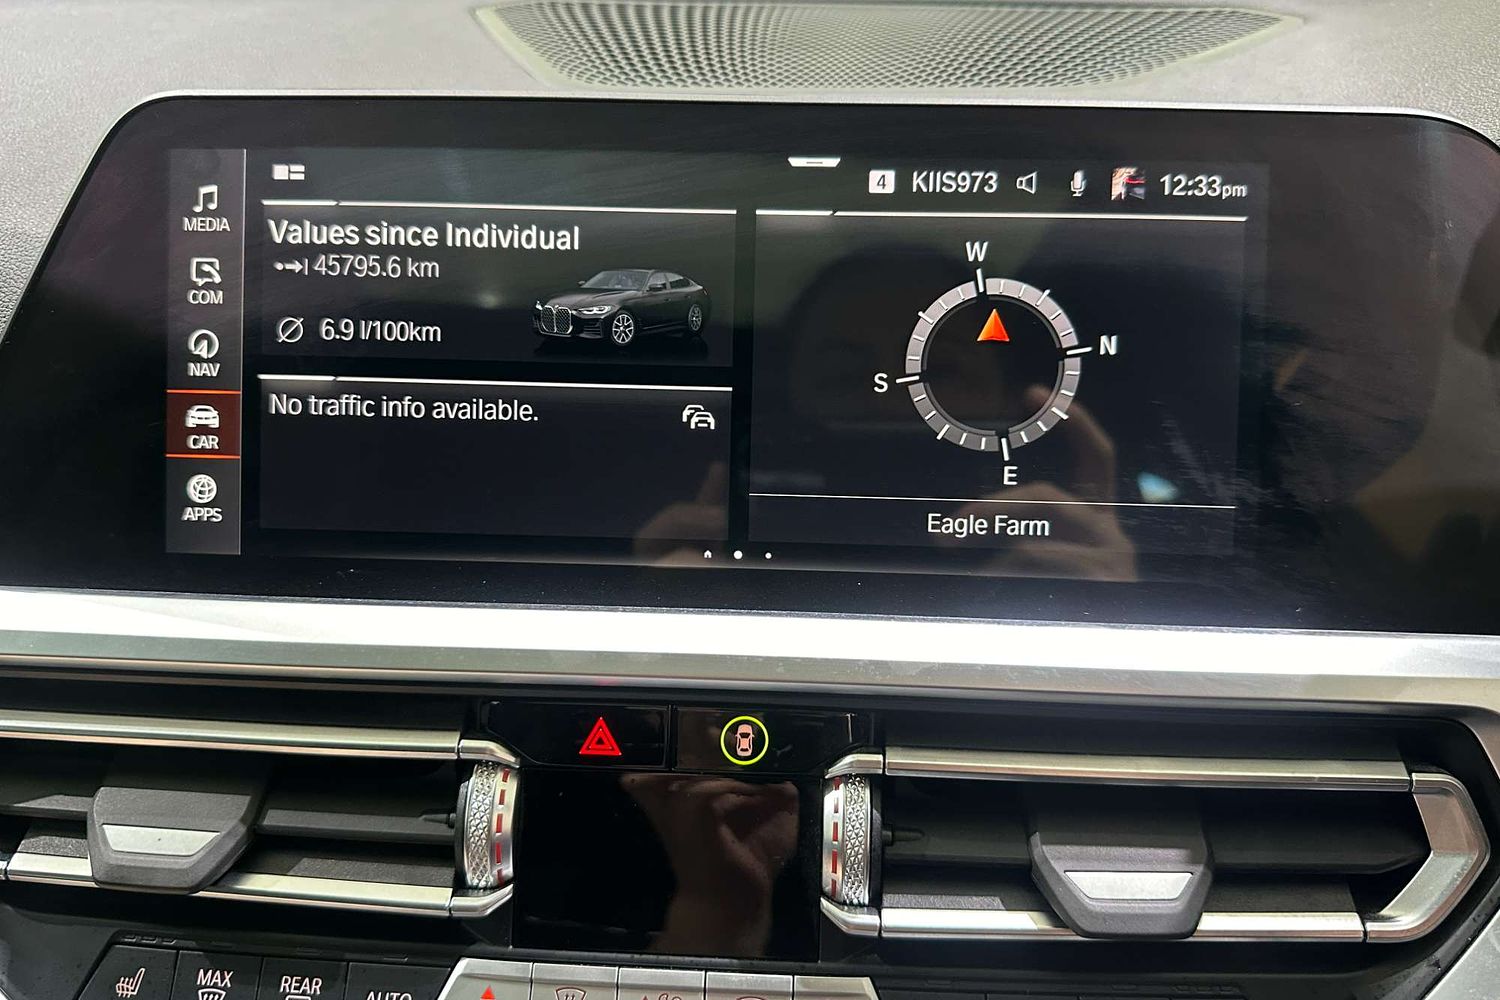 4 KIIS973 12:33pm
MEDIA
COM
NAV
CAR
APPS
Values since Individual
45795.6 km
6.9 l/100km
No traffic info available.
W
N
S
E
Eagle Farm
MAX
REAR
AUTO